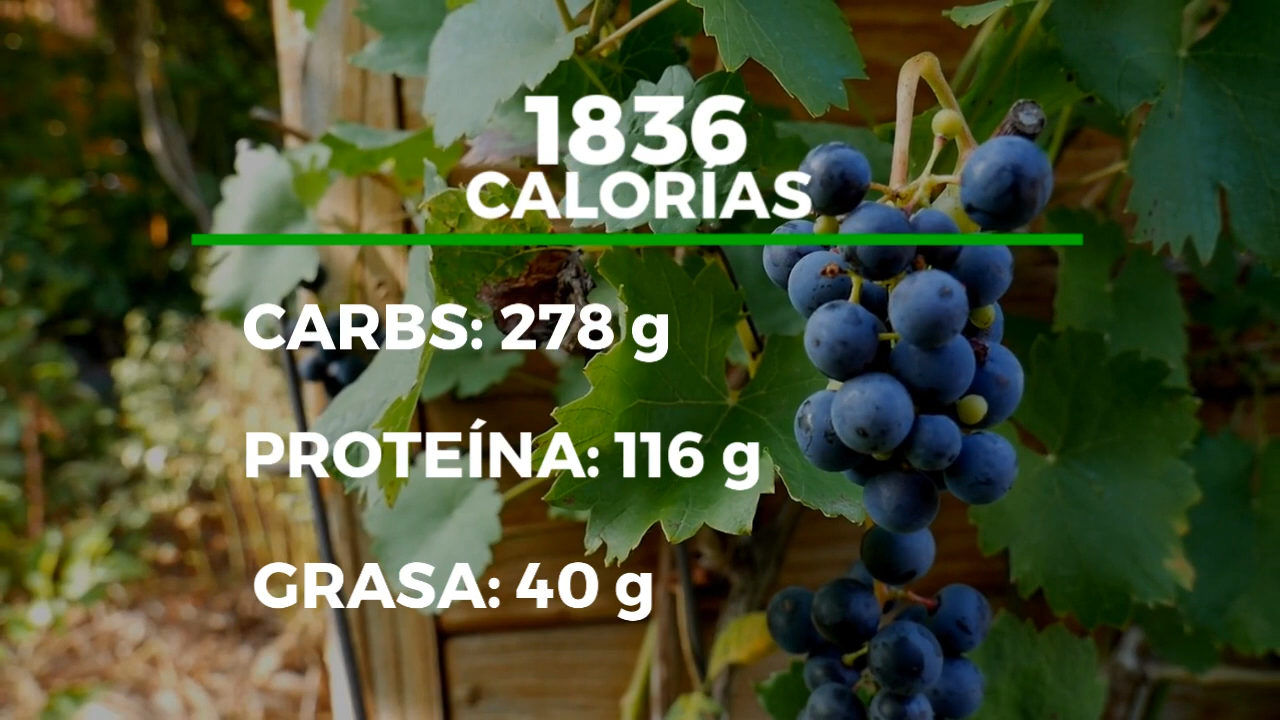 1836
CALORÍAS
CARBS: 278 g
PROTEÍNA: 116 g
GRASA: 40 g